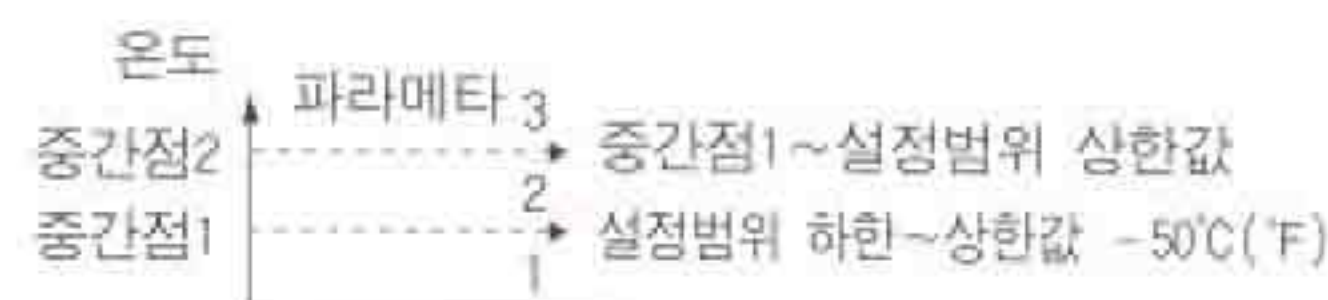 온도
파라메타 3
중간점2 중간점1~설정범위 상한값
2
중간점1 설정범위 하한~상한값 -50℃(℉)
1